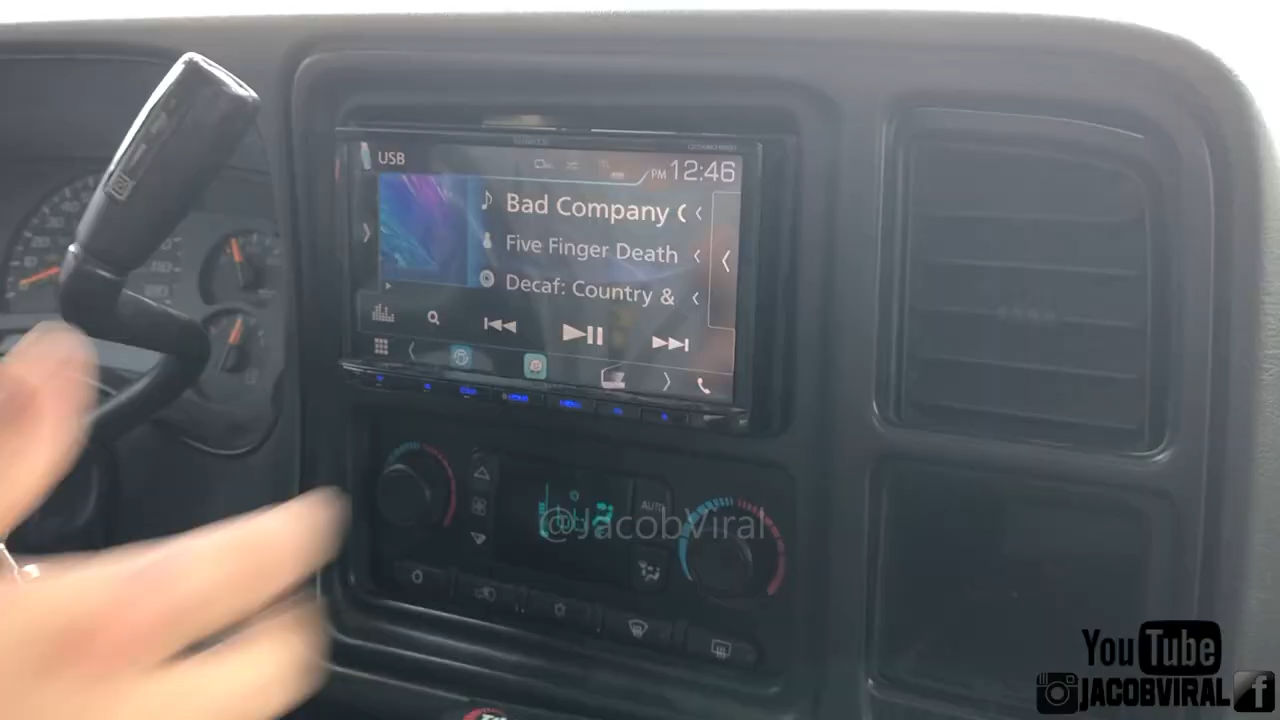 USB
PM 12:46
Bad Company (
Five Finger Death
Decaf: Country &
AUTO
@JacobViral
YouTube
JACOBVIRAL